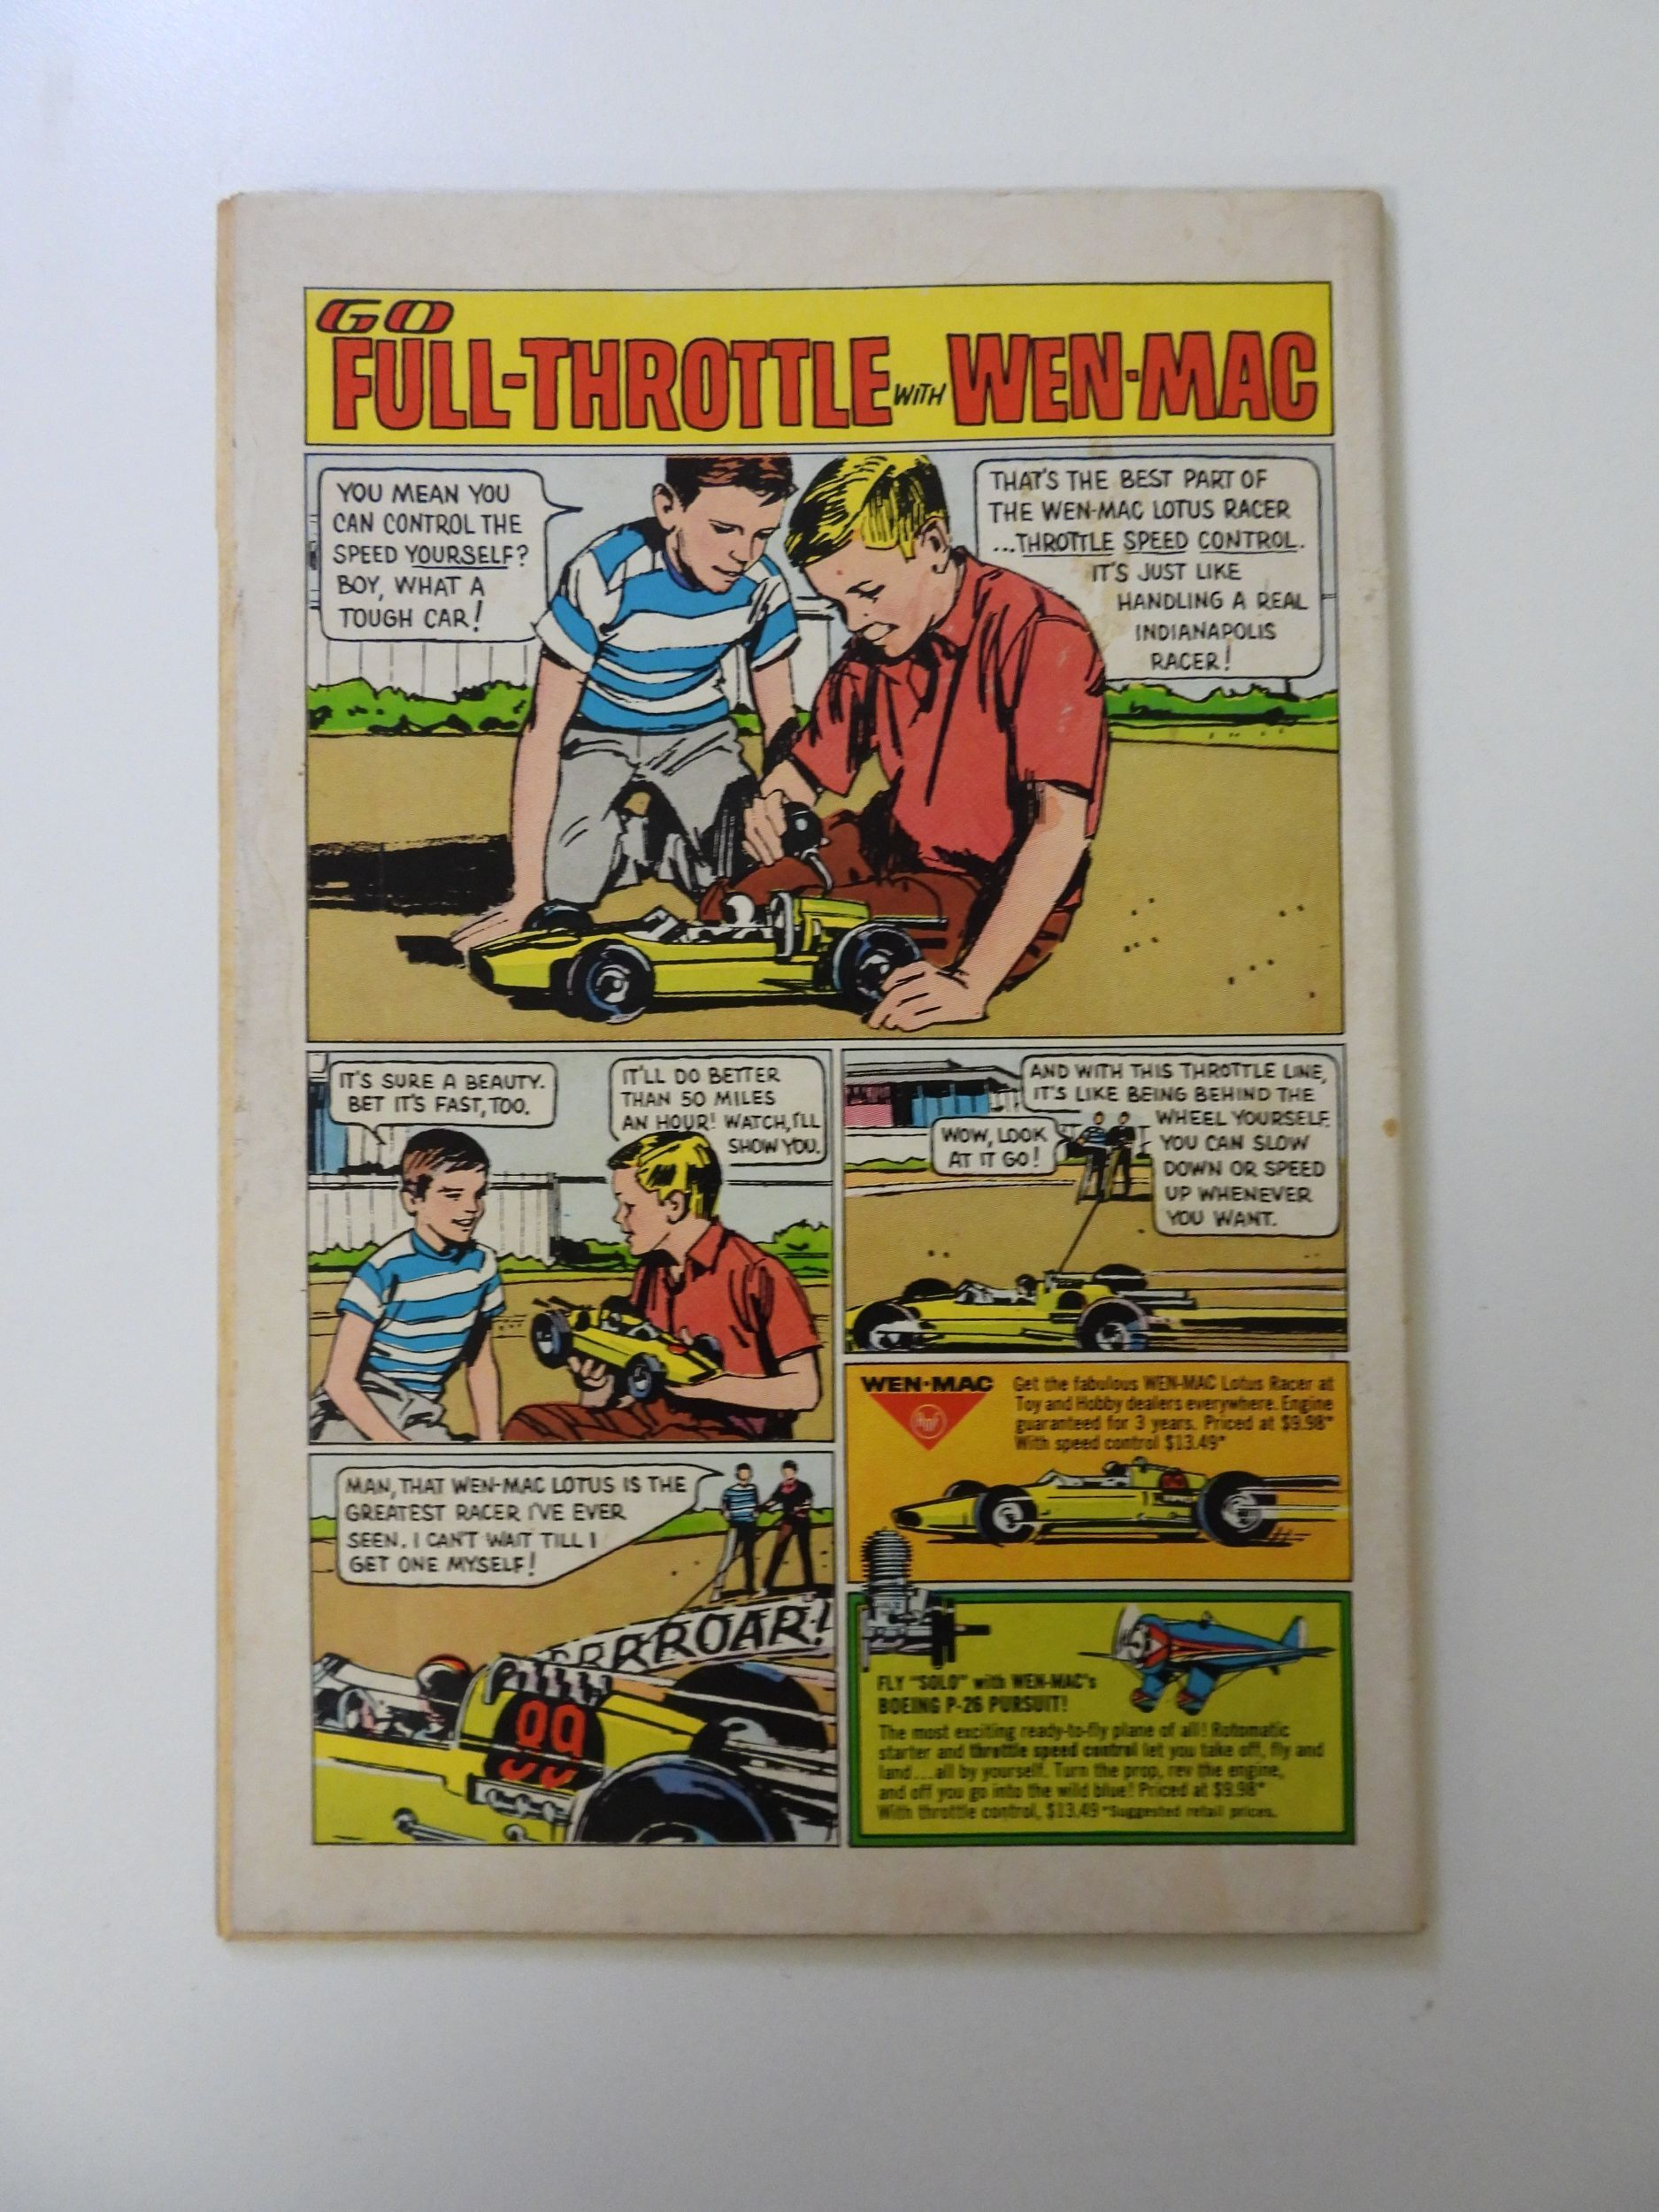 GO
FULL-THROTTLE WITH WEN-MAC
YOU MEAN YOU
CAN CONTROL THE
SPEED YOURSELF?
BOY, WHAT A
TOUGH CAR!
THAT'S THE BEST PART OF
THE WEN-MAC LOTUS RACER
...THROTTLE SPEED CONTROL.
IT'S JUST LIKE
HANDLING A REAL
INDIANAPOLIS
RACER!
IT'S SURE A BEAUTY.
BET IT'S FAST, TOO.
IT'LL DO BETTER
THAN 50 MILES
AN HOUR! WATCH, I'LL
SHOW YOU.
AND WITH THIS THROTTLE LINE,
IT'S LIKE BEING BEHIND THE
WHEEL YOURSELF.
YOU CAN SLOW
DOWN OR SPEED
UP WHENEVER
YOU WANT.
WOW, LOOK
AT IT GO!
MAN, THAT WEN-MAC LOTUS IS THE
GREATEST RACER I'VE EVER
SEEN. I CAN'T WAIT TILL I
GET ONE MYSELF!
RRRROAR!
99
WEN-MAC
AMF
Get the fabulous WEN-MAC Lotus Racer at
Toy and Hobby dealers everywhere. Engine
guaranteed for 3 years. Priced at $9.98*
With speed control $13.49*
FLY "SOLO" with WEN-MAC's
BOEING P-26 PURSUIT!
The most exciting ready-to-fly plane of all! Rotomatic
starter and throttle speed control let you take off, fly and
land...all by yourself. Turn the prop, rev the engine,
and off you go into the wild blue! Priced at $9.98*
With throttle control, $13.49 *Suggested retail prices.